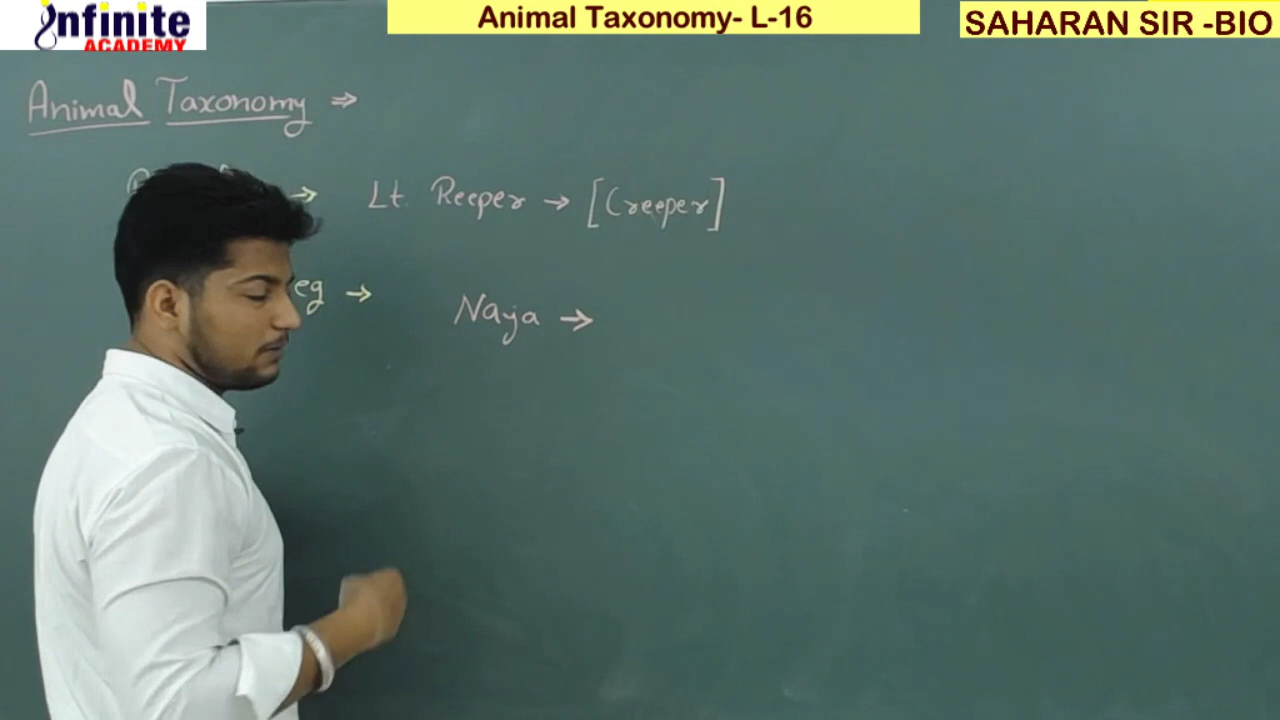 infinite
ACADEMY
Animal Taxonomy- L-16
SAHARAN SIR -BIO
Animal Taxonomy ⇒
→ Lt. Reeper → [Creeper]
eg →
Naja →